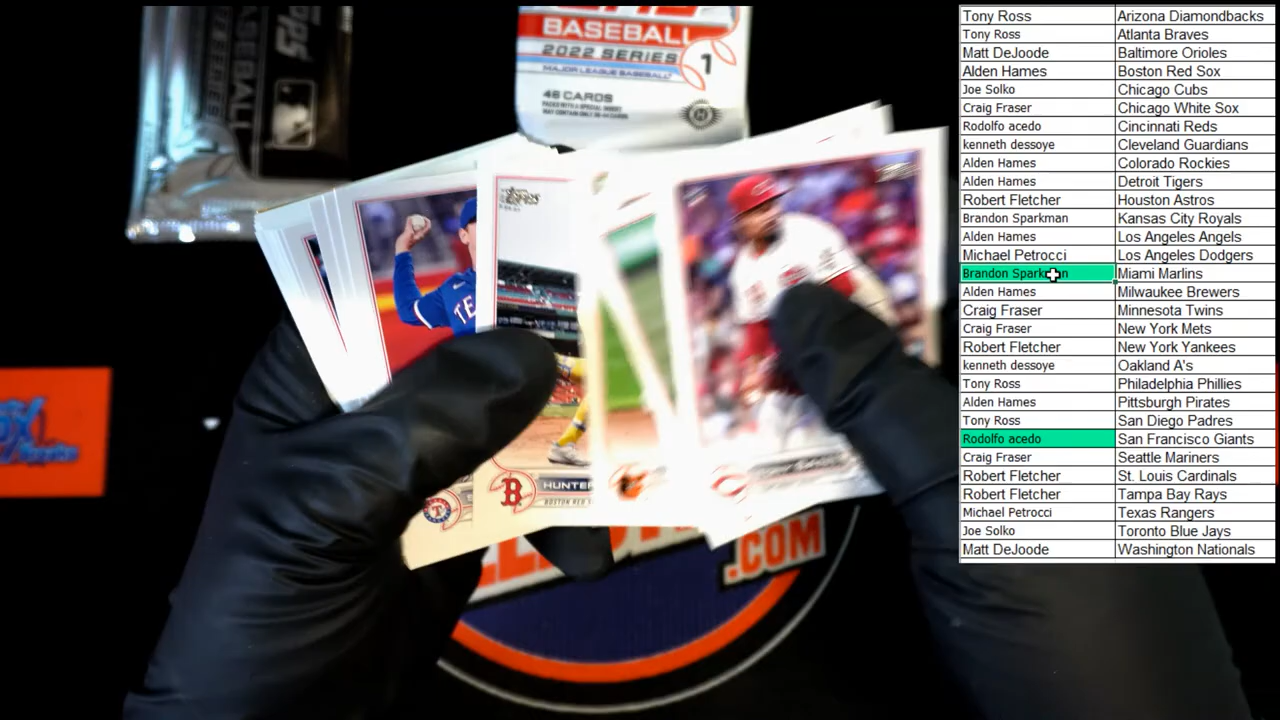 BASEBALL
2022 SERIES 1
MAJOR LEAGUE BASEBALL
46 CARDS
Topps
HUNTER
BOSTON RED S
TE
.COM
Tony Ross Arizona Diamondbacks
Tony Ross Atlanta Braves
Matt DeJoode Baltimore Orioles
Alden Hames Boston Red Sox
Joe Solko Chicago Cubs
Craig Fraser Chicago White Sox
Rodolfo acedo Cincinnati Reds
kenneth dessoye Cleveland Guardians
Alden Hames Colorado Rockies
Alden Hames Detroit Tigers
Robert Fletcher Houston Astros
Brandon Sparkman Kansas City Royals
Alden Hames Los Angeles Angels
Michael Petrocci Los Angeles Dodgers
Brandon Sparkman Miami Marlins
Alden Hames Milwaukee Brewers
Craig Fraser Minnesota Twins
Craig Fraser New York Mets
Robert Fletcher New York Yankees
kenneth dessoye Oakland A's
Tony Ross Philadelphia Phillies
Alden Hames Pittsburgh Pirates
Tony Ross San Diego Padres
Rodolfo acedo San Francisco Giants
Craig Fraser Seattle Mariners
Robert Fletcher St. Louis Cardinals
Robert Fletcher Tampa Bay Rays
Michael Petrocci Texas Rangers
Joe Solko Toronto Blue Jays
Matt DeJoode Washington Nationals